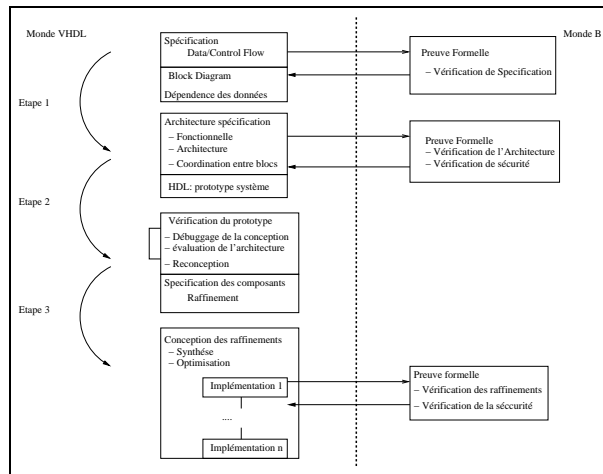 Monde VHDL
Monde B
Spécification
Data/Control Flow
Block Diagram
Dépendence des données
Preuve Formelle
– Vérification de Specification
Etape 1
Architecture spécification
– Fonctionnelle
– Architecture
– Coordination entre blocs
HDL: prototype système
Preuve Formelle
– Vérification de l'Architecture
– Vérification de sécurité
Etape 2
Vérification du prototype
– Débuggage de la conception
– évaluation de l'architecture
– Reconception
Specification des composants
Raffinement
Etape 3
Conception des raffinements
– Synthése
– Optimisation
Implémentation 1
....
Implémentation n
Preuve formelle
– Vérification des raffinements
– Vérification de la séccurité